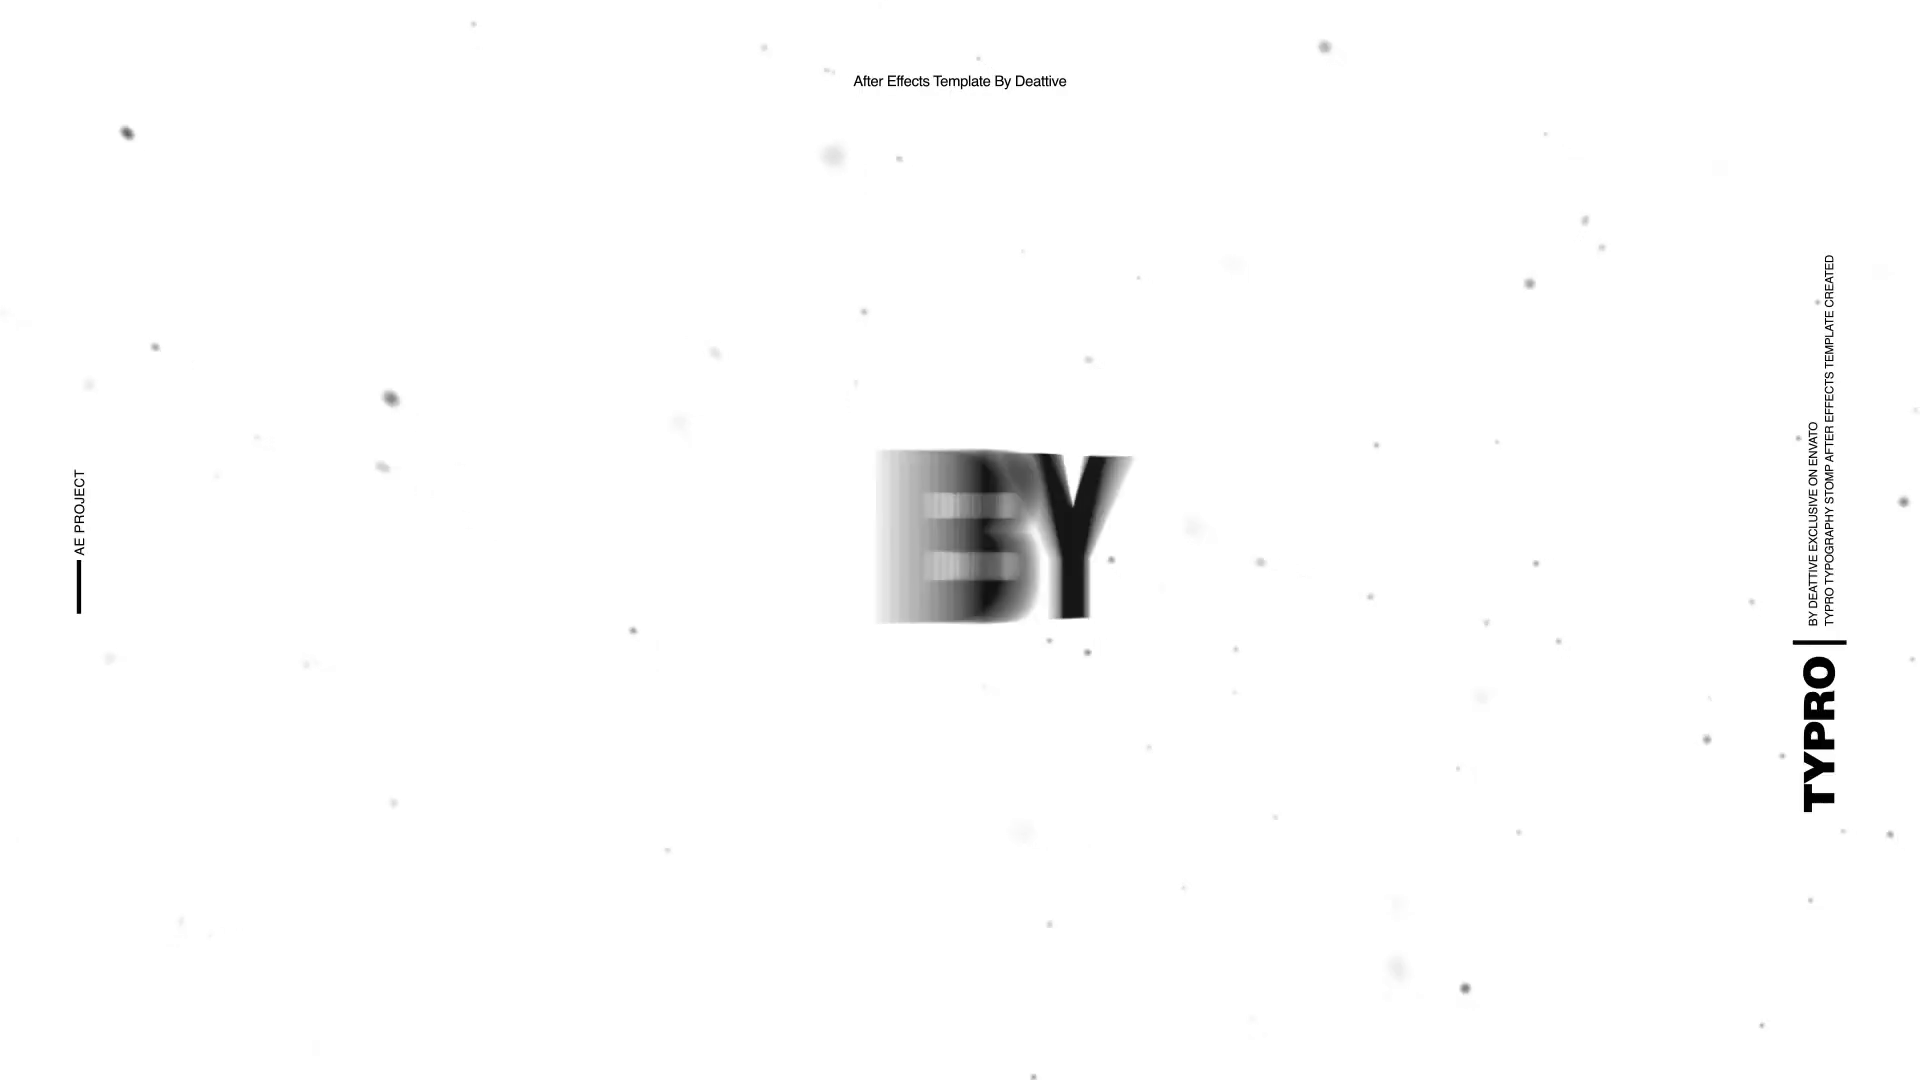 After Effects Template By Deattive
AE PROJECT
BY
TYPRO
BY DEATTIVE EXCLUSIVE ON ENVATO
TYPRO TYPOGRAPHY STOMP AFTER EFFECTS TEMPLATE CREATED